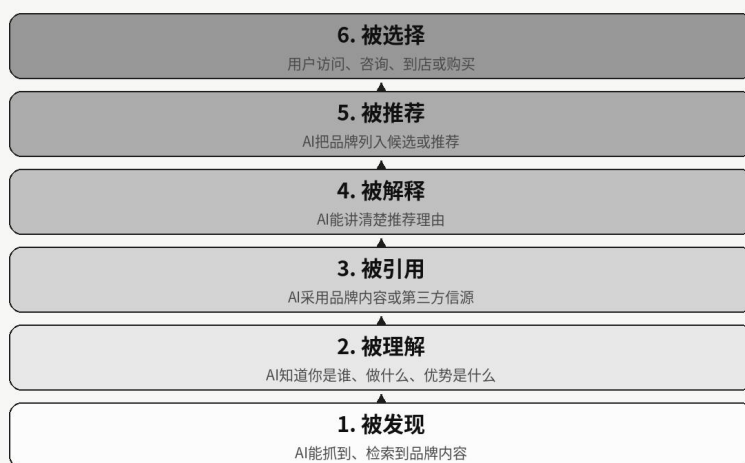 6. 被选择
用户访问、咨询、到店或购买
5. 被推荐
AI把品牌列入候选或推荐
4. 被解释
AI能讲清楚推荐理由
3. 被引用
AI采用品牌内容或第三方信源
2. 被理解
AI知道你是谁、做什么、优势是什么
1. 被发现
AI能抓到、检索到品牌内容